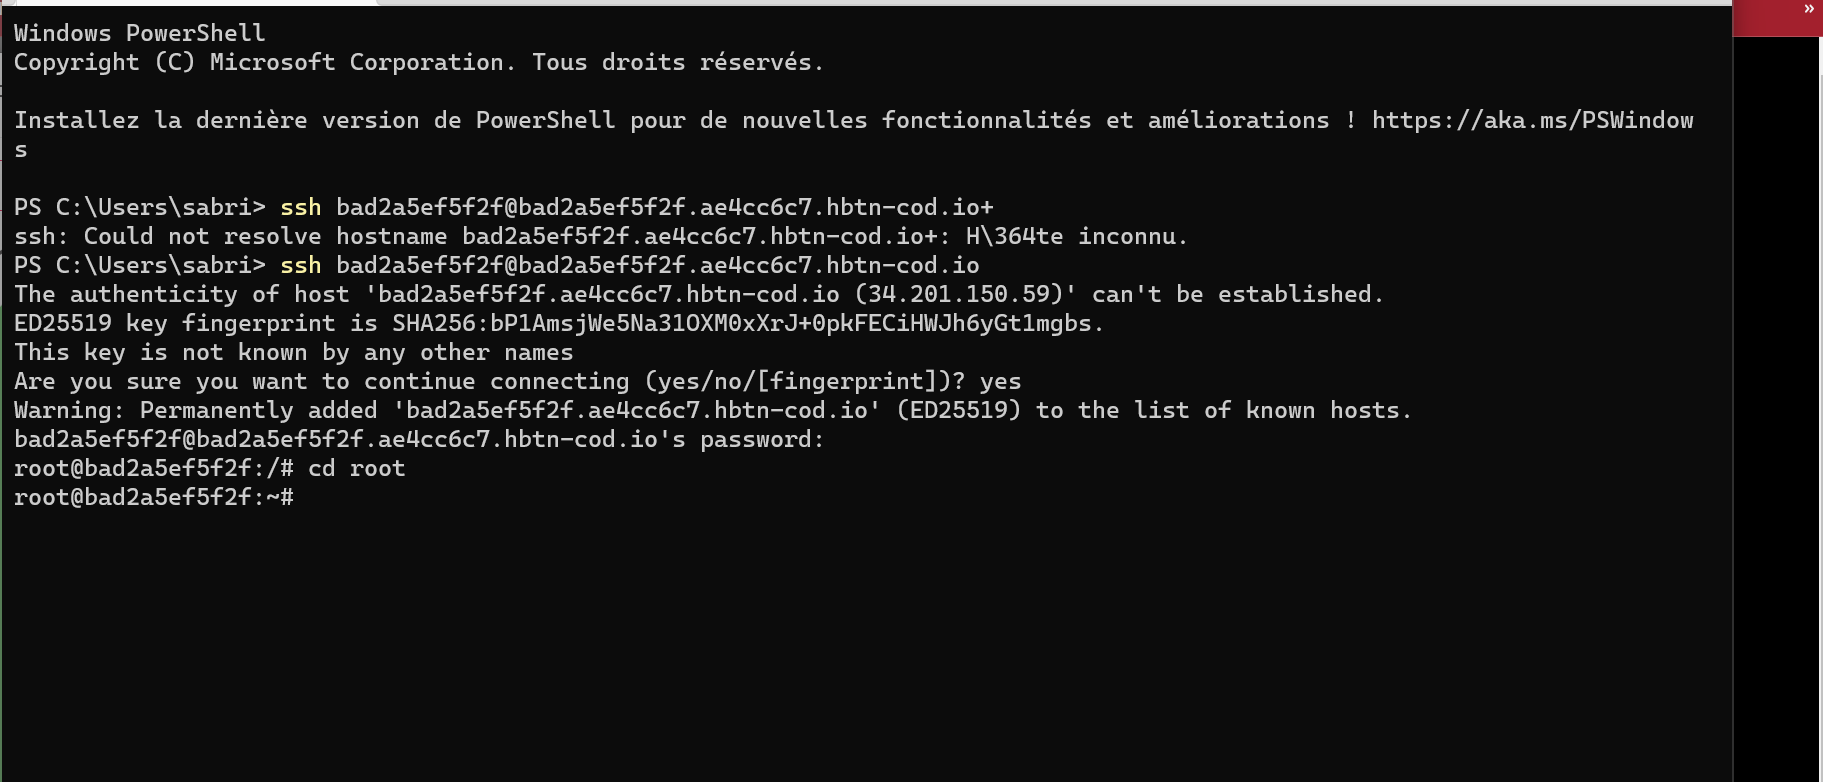 »
Windows PowerShell
Copyright (C) Microsoft Corporation. Tous droits réservés.
Installez la dernière version de PowerShell pour de nouvelles fonctionnalités et améliorations ! https://aka.ms/PSWindow
s
PS C:\Users\sabri> ssh bad2a5ef5f2f@bad2a5ef5f2f.ae4cc6c7.hbtn-cod.io+
ssh: Could not resolve hostname bad2a5ef5f2f.ae4cc6c7.hbtn-cod.io+: H\364te inconnu.
PS C:\Users\sabri> ssh bad2a5ef5f2f@bad2a5ef5f2f.ae4cc6c7.hbtn-cod.io
The authenticity of host 'bad2a5ef5f2f.ae4cc6c7.hbtn-cod.io (34.201.150.59)' can't be established.
ED25519 key fingerprint is SHA256:bP1AmsjWe5Na31OXM0xXrJ+0pkFECiHWJh6yGt1mgbs.
This key is not known by any other names
Are you sure you want to continue connecting (yes/no/[fingerprint])? yes
Warning: Permanently added 'bad2a5ef5f2f.ae4cc6c7.hbtn-cod.io' (ED25519) to the list of known hosts.
bad2a5ef5f2f@bad2a5ef5f2f.ae4cc6c7.hbtn-cod.io's password:
root@bad2a5ef5f2f:/# cd root
root@bad2a5ef5f2f:~#